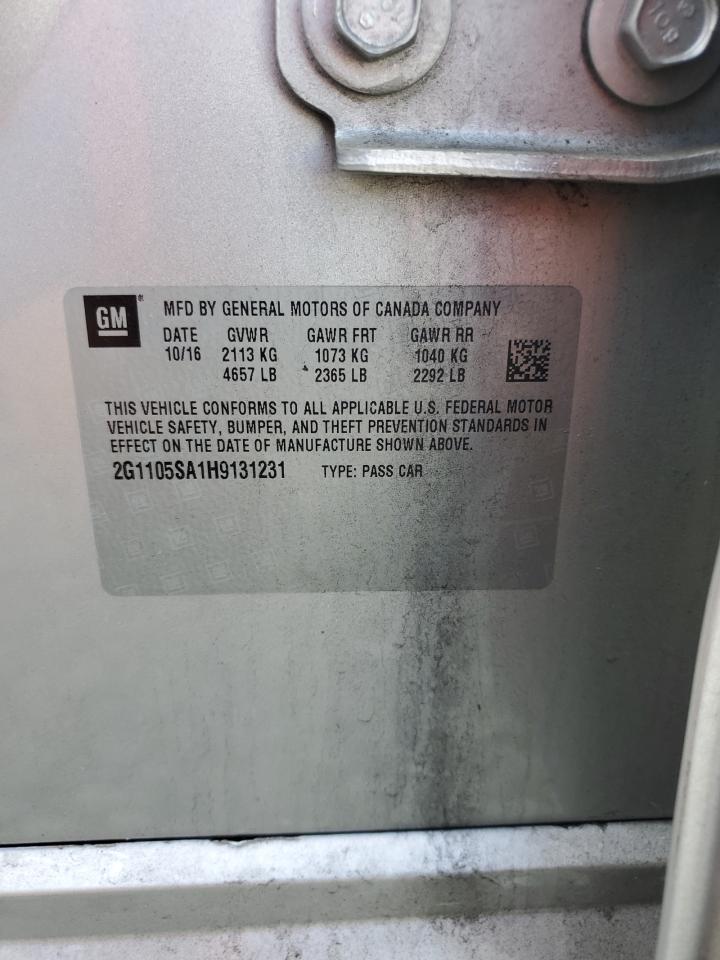 GM® MFD BY GENERAL MOTORS OF CANADA COMPANY
DATE GVWR GAWR FRT GAWR RR
10/16 2113 KG 1073 KG 1040 KG
4657 LB 2365 LB 2292 LB
THIS VEHICLE CONFORMS TO ALL APPLICABLE U.S. FEDERAL MOTOR
VEHICLE SAFETY, BUMPER, AND THEFT PREVENTION STANDARDS IN
EFFECT ON THE DATE OF MANUFACTURE SHOWN ABOVE.
2G1105SA1H9131231 TYPE: PASS CAR